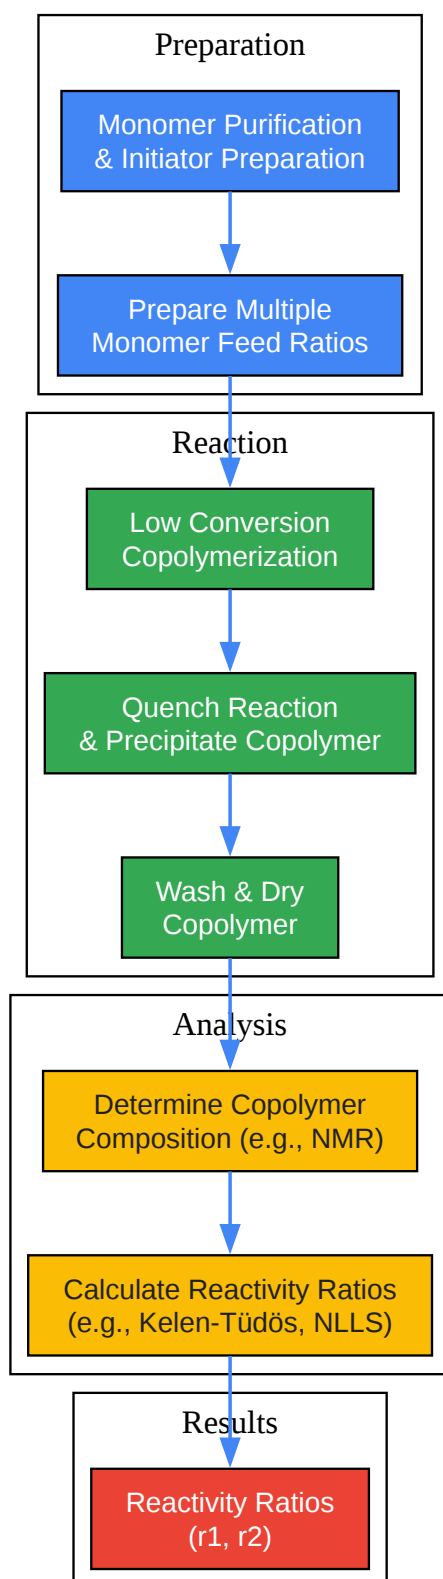 Preparation
Monomer Purification
& Initiator Preparation
Prepare Multiple
Monomer Feed Ratios
Reaction
Low Conversion
Copolymerization
Quench Reaction
& Precipitate Copolymer
Wash & Dry
Copolymer
Analysis
Determine Copolymer
Composition (e.g., NMR)
Calculate Reactivity Ratios
(e.g., Kelen-Tüdös, NLLS)
Results
Reactivity Ratios
(r1, r2)